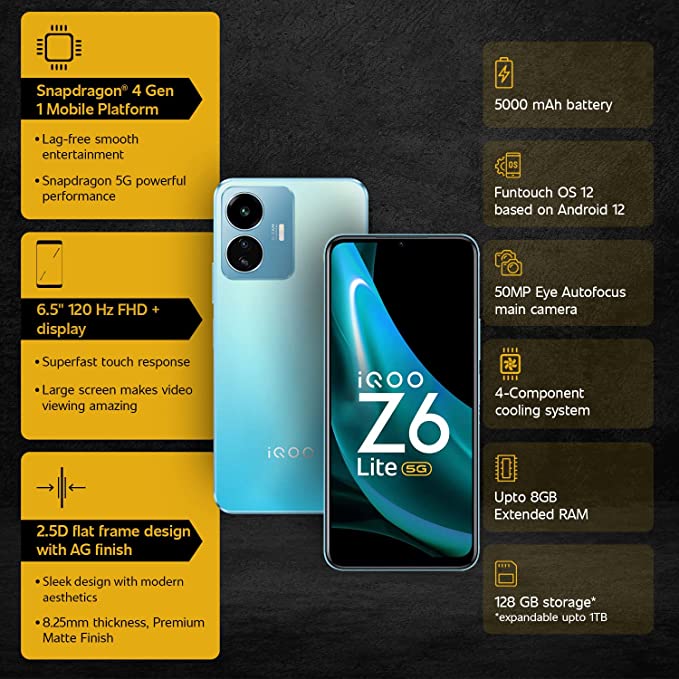 Snapdragon® 4 Gen
1 Mobile Platform
• Lag-free smooth
entertainment
• Snapdragon 5G powerful
performance
6.5" 120 Hz FHD +
display
• Superfast touch response
• Large screen makes video
viewing amazing
2.5D flat frame design
with AG finish
• Sleek design with modern
aesthetics
• 8.25mm thickness, Premium
Matte Finish
iQOO
iQOO
Z6
Lite 5G
5000 mAh battery
OS
Funtouch OS 12
based on Android 12
50MP Eye Autofocus
main camera
4-Component
cooling system
Upto 8GB
Extended RAM
128 GB storage*
*expandable upto 1TB